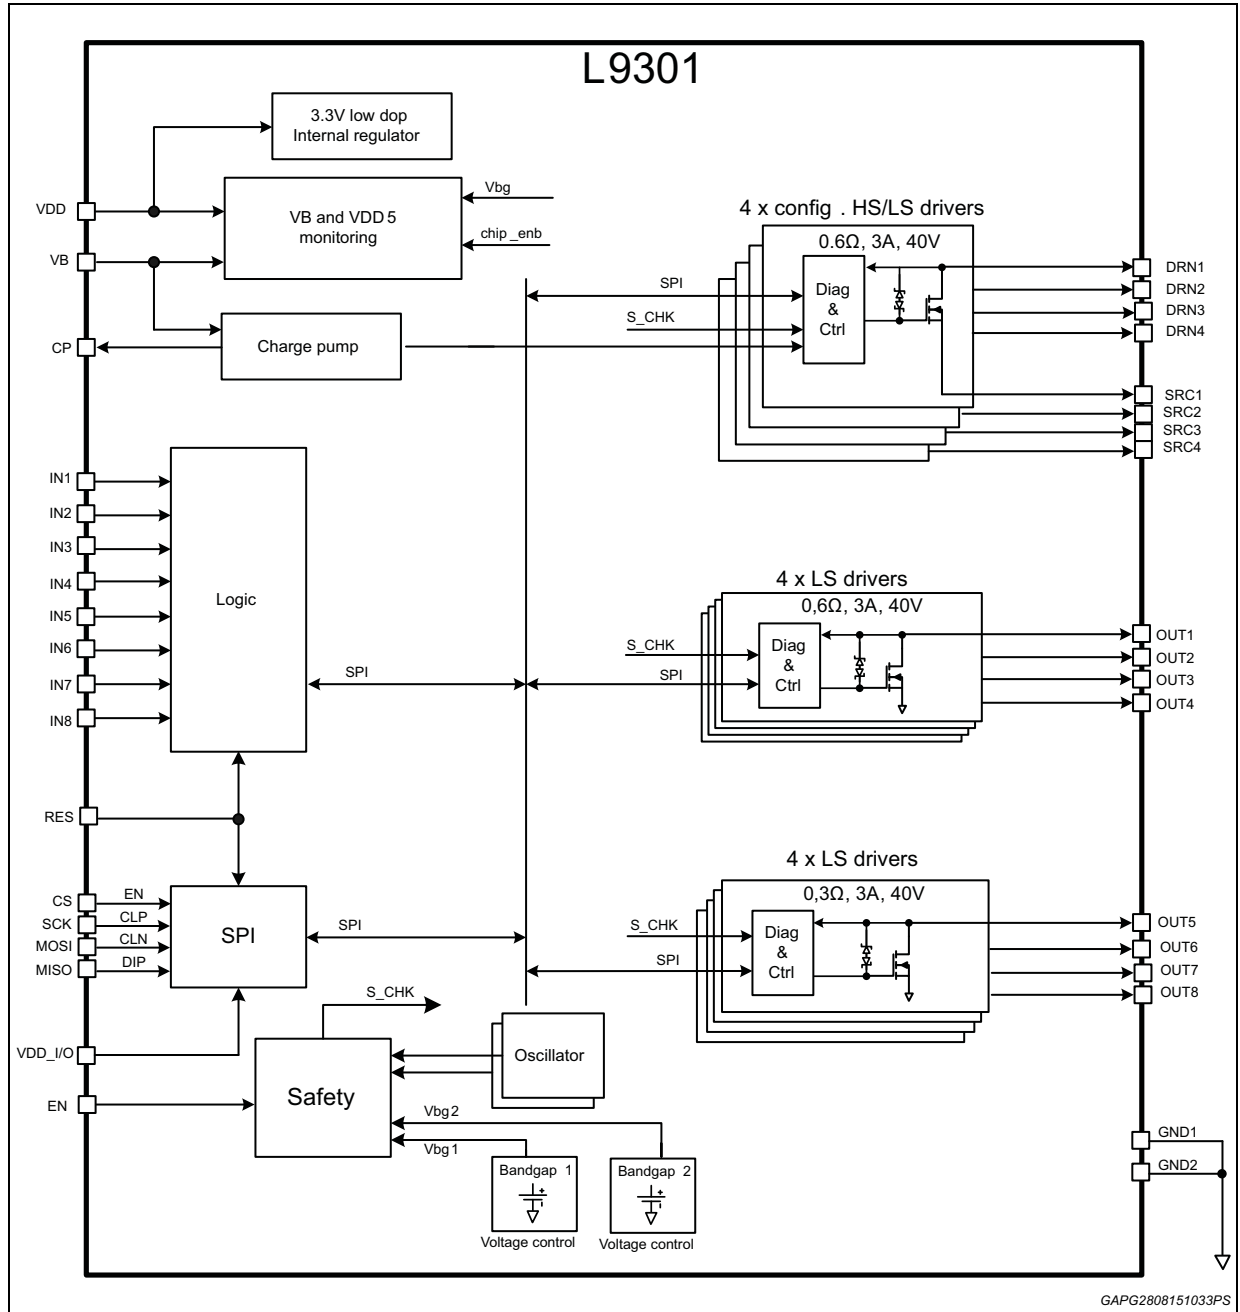 L9301
3.3V low dop
Internal regulator
VDD
VB
CP
VB and VDD 5
monitoring
Vbg
chip_enb
Charge pump
4 x config . HS/LS drivers
0.6Ω, 3A, 40V
SPI
S_CHK
Diag
&
Ctrl
DRN1
DRN2
DRN3
DRN4
SRC1
SRC2
SRC3
SRC4
IN1
IN2
IN3
IN4
IN5
IN6
IN7
IN8
Logic
SPI
4 x LS drivers
0,6Ω, 3A, 40V
S_CHK
SPI
Diag
&
Ctrl
OUT1
OUT2
OUT3
OUT4
RES
CS
SCK
MOSI
MISO
EN
CLP
CLN
DIP
SPI
SPI
4 x LS drivers
0,3Ω, 3A, 40V
S_CHK
SPI
Diag
&
Ctrl
OUT5
OUT6
OUT7
OUT8
VDD_I/O
EN
S_CHK
Safety
Oscillator
Vbg2
Vbg1
Bandgap 1
+
-
Voltage control
Bandgap 2
+
-
Voltage control
GND1
GND2
GAPG2808151033PS